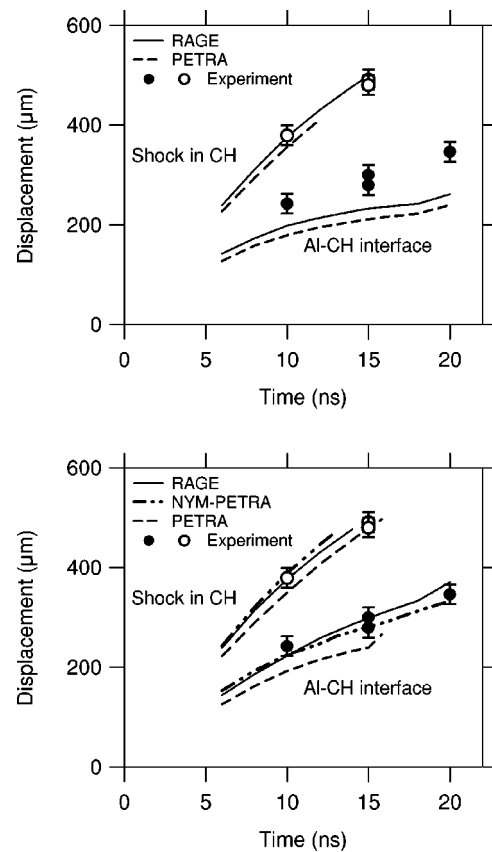 600
RAGE
PETRA
Experiment
400
Shock in CH
Displacement (μm)
200
Al-CH interface
0
0 5 10 15 20
Time (ns)
600
RAGE
NYM-PETRA
PETRA
Experiment
400
Shock in CH
Displacement (μm)
200
Al-CH interface
0
0 5 10 15 20
Time (ns)